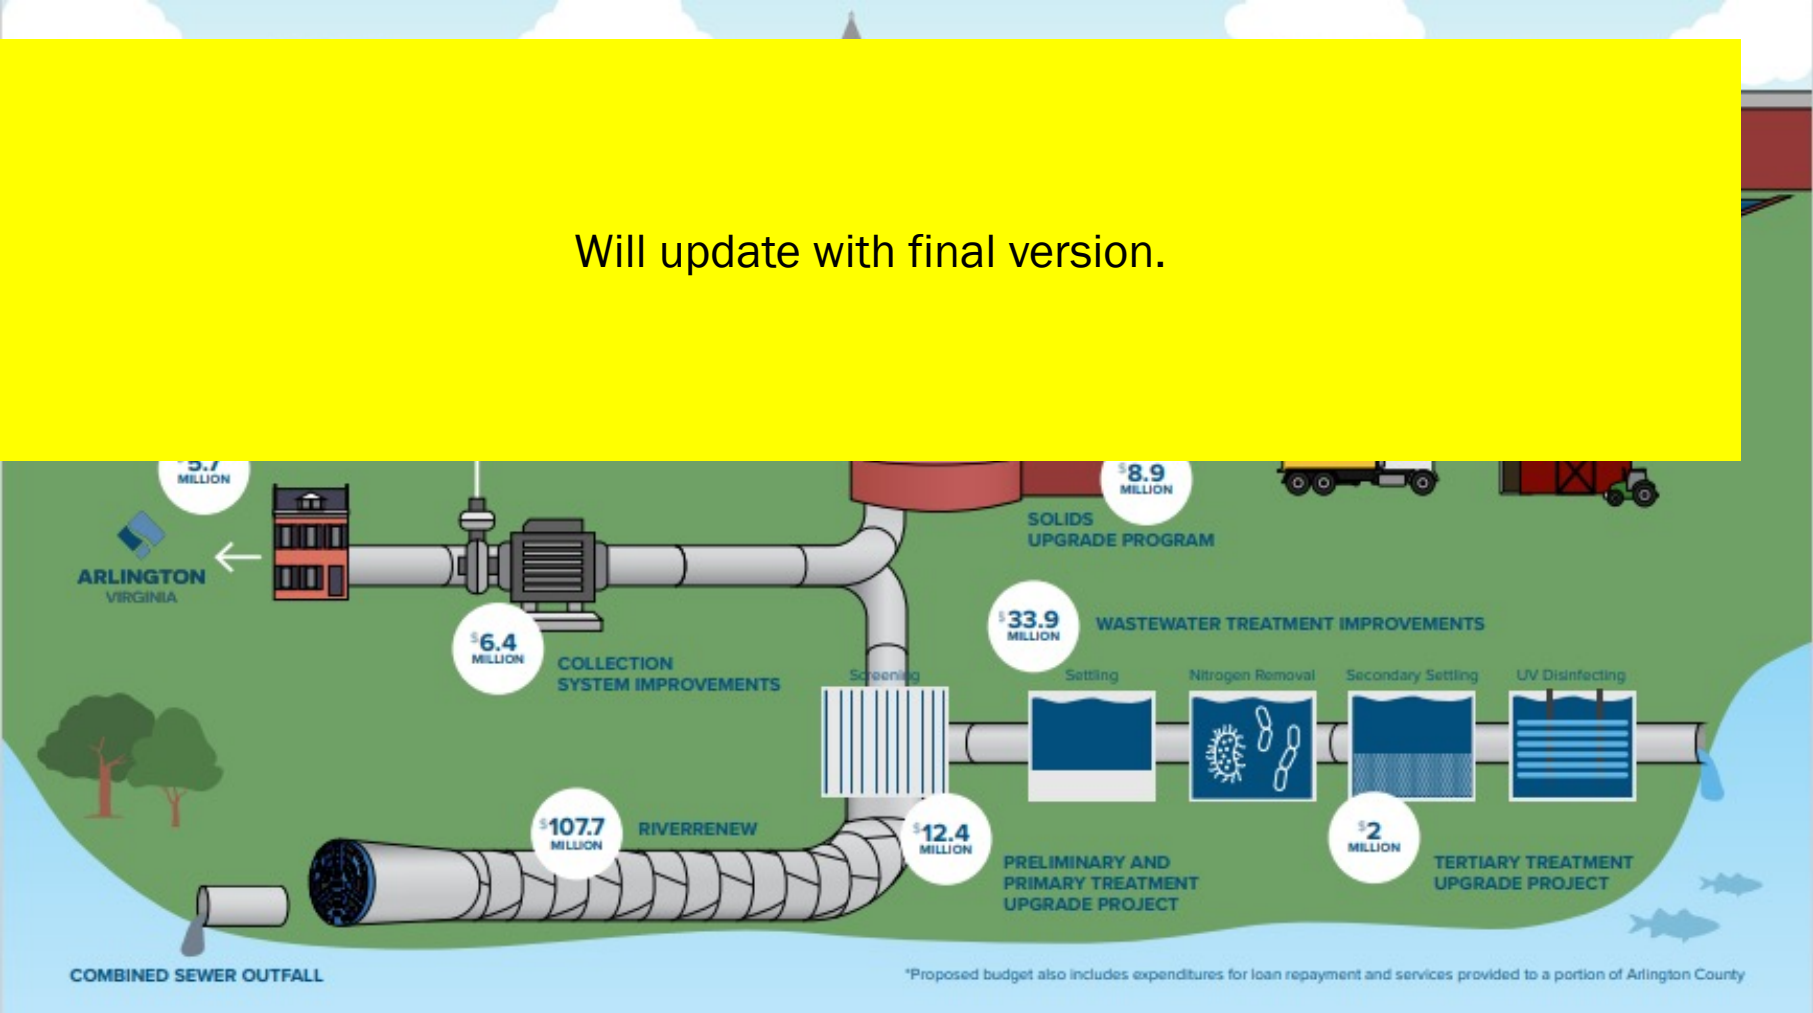 Will update with final version.
$5.7
MILLION
$8.9
MILLION
SOLIDS
UPGRADE PROGRAM
ARLINGTON
VIRGINIA
$33.9
MILLION
WASTEWATER TREATMENT IMPROVEMENTS
$6.4
MILLION
COLLECTION
SYSTEM IMPROVEMENTS
Screening
Settling
Nitrogen Removal
Secondary Settling
UV Disinfecting
$107.7
MILLION
RIVERRENEW
$12.4
MILLION
PRELIMINARY AND
PRIMARY TREATMENT
UPGRADE PROJECT
$2
MILLION
TERTIARY TREATMENT
UPGRADE PROJECT
COMBINED SEWER OUTFALL
*Proposed budget also includes expenditures for loan repayment and services provided to a portion of Arlington County